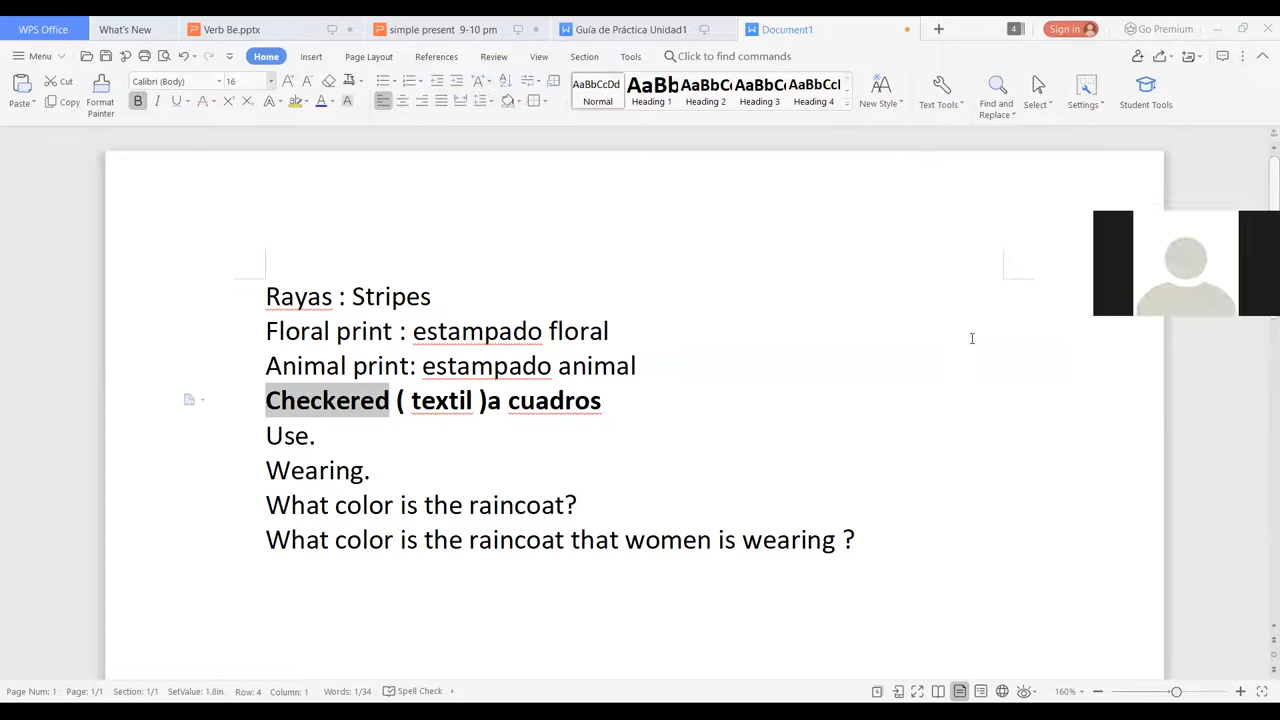 WPS Office What's New Verb Be.pptx simple present 9-10 pm Guía de Práctica Unidad1 Document1 4 Sign in Go Premium
Menu Home Insert Page Layout References Review View Section Tools Click to find commands
Paste Cut Copy Format Painter Calibri (Body) 16 AaBbCcDd Normal AaBb Heading 1 AaBbC Heading 2 AaBbC Heading 3 AaBbCcI Heading 4 New Style Text Tools Find and Replace Select Settings Student Tools
Rayas : Stripes
Floral print : estampado floral
Animal print: estampado animal
Checkered ( textil )a cuadros
Use.
Wearing.
What color is the raincoat?
What color is the raincoat that women is wearing ?
Page Num: 1 Page: 1/1 Section: 1/1 SetValue: 1.8in Row: 4 Column: 1 Words: 1/34 Spell Check 160%